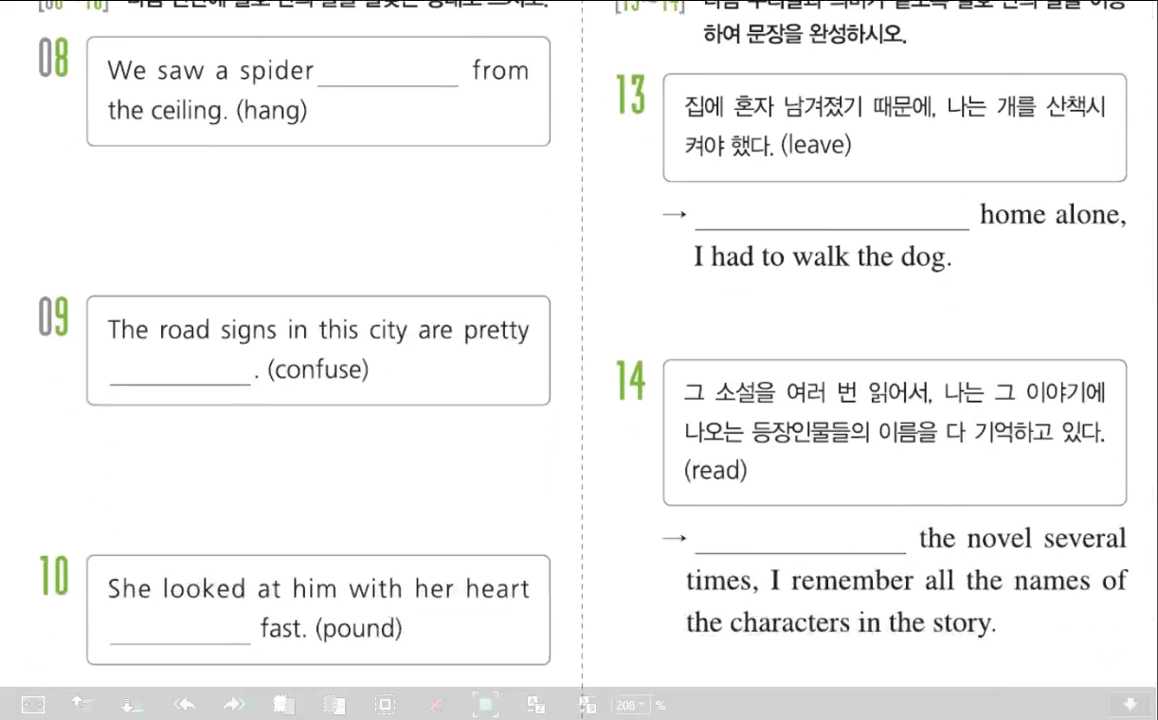 08
We saw a spider __________ from
the ceiling. (hang)
09
The road signs in this city are pretty
__________. (confuse)
10
She looked at him with her heart
__________ fast. (pound)
하여 문장을 완성하시오.
13
집에 혼자 남겨졌기 때문에, 나는 개를 산책시
켜야 했다. (leave)
→ __________ home alone,
I had to walk the dog.
14
그 소설을 여러 번 읽어서, 나는 그 이야기에
나오는 등장인물들의 이름을 다 기억하고 있다.
(read)
→ __________ the novel several
times, I remember all the names of
the characters in the story.
208 %